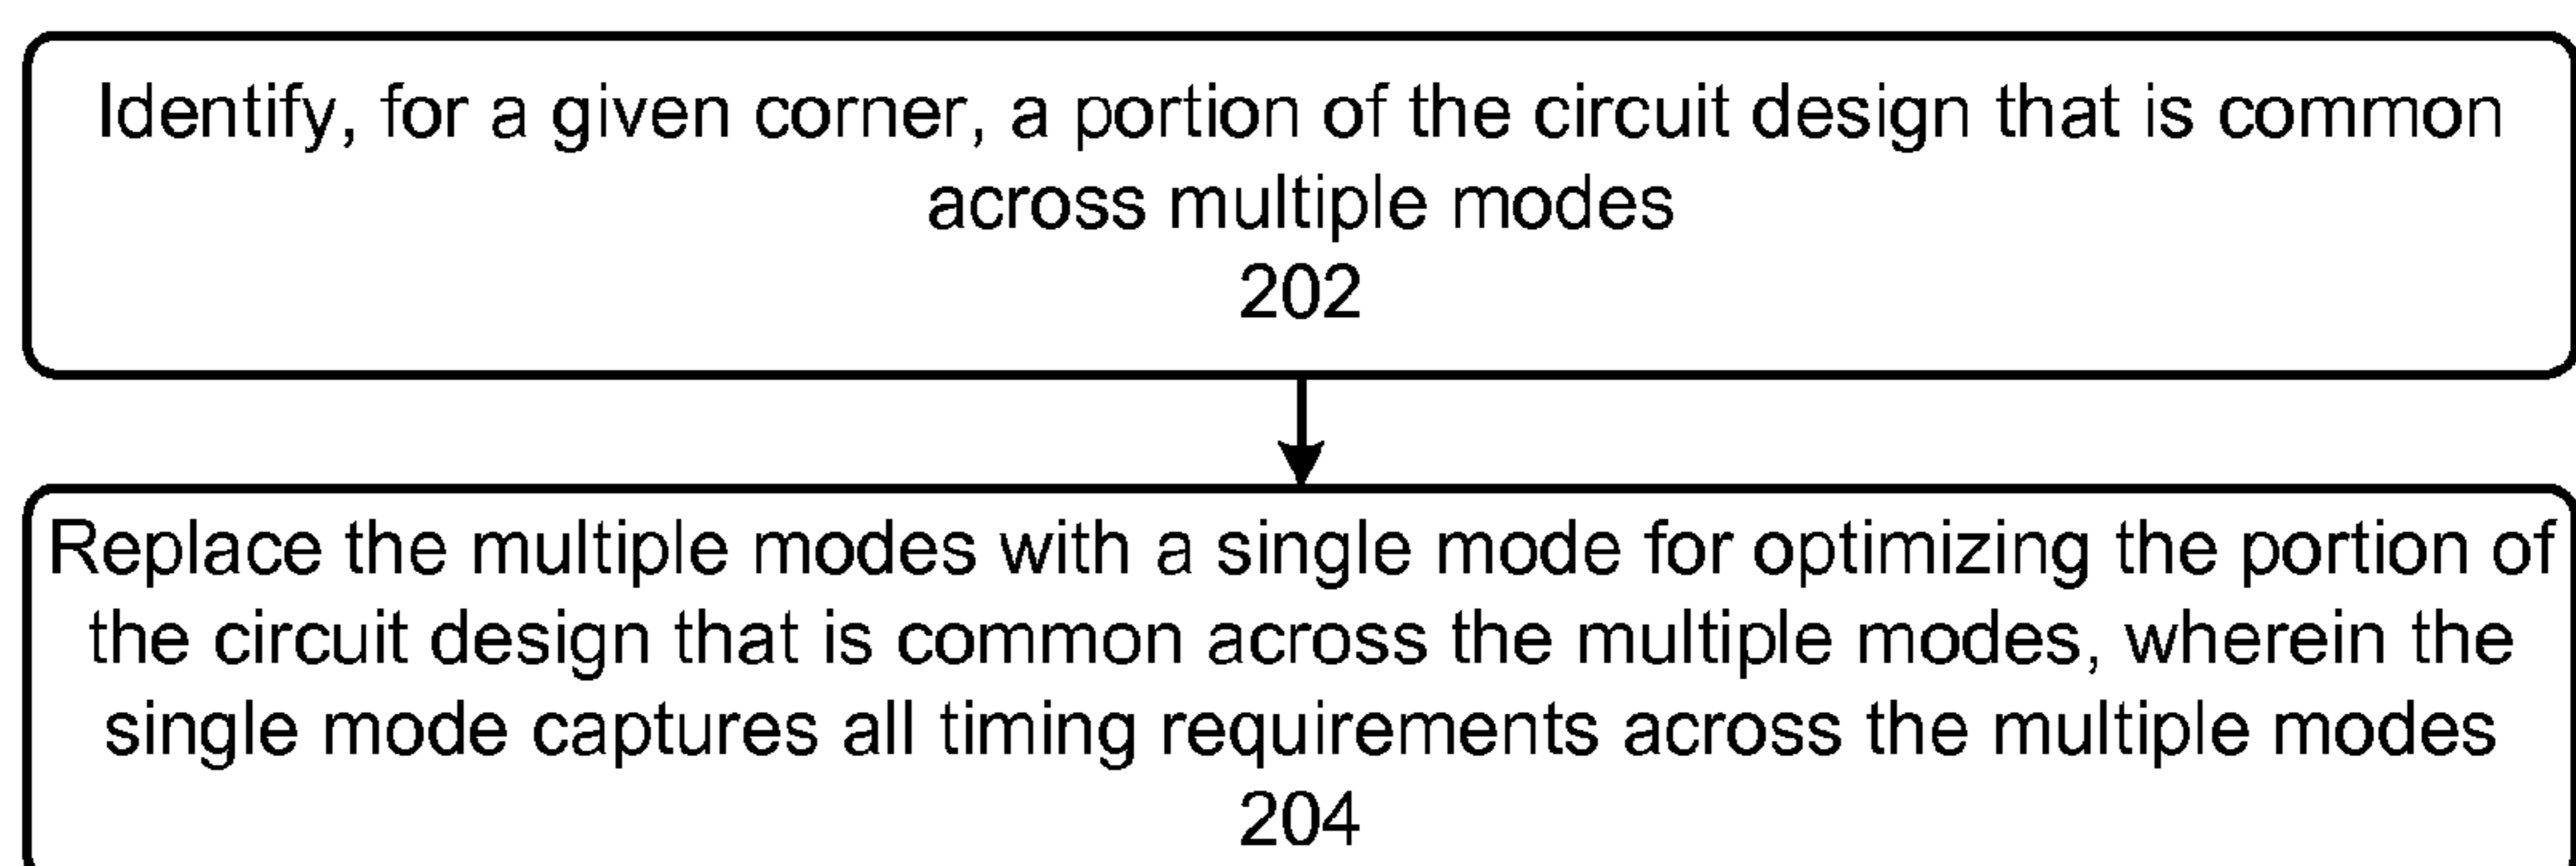 Identify, for a given corner, a portion of the circuit design that is common
across multiple modes
202
Replace the multiple modes with a single mode for optimizing the portion of
the circuit design that is common across the multiple modes, wherein the
single mode captures all timing requirements across the multiple modes
204